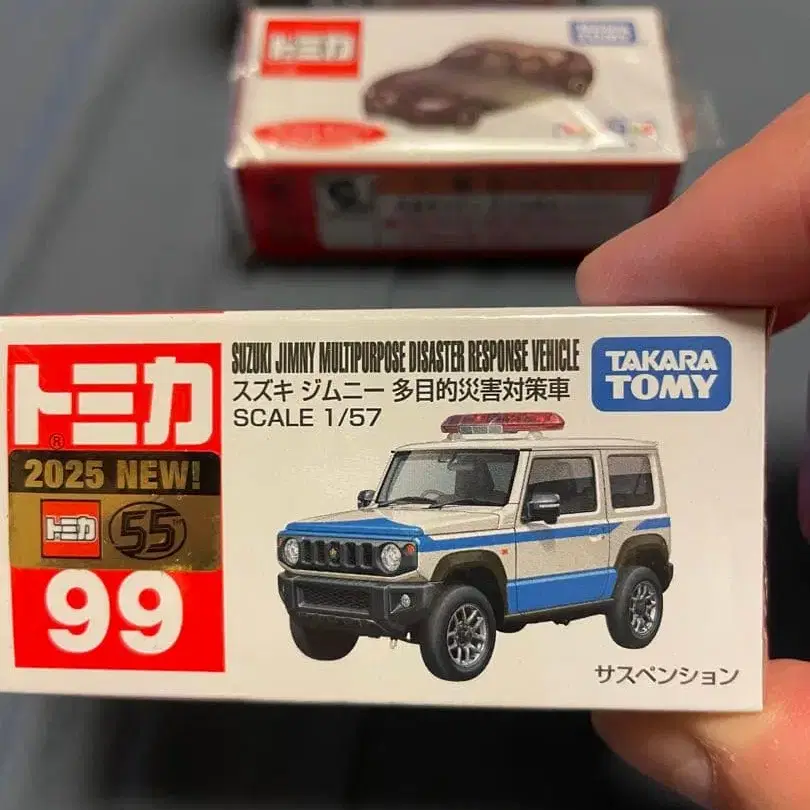 トミカ
TAKARA
TOMY
SUZUKI JIMNY MULTIPURPOSE DISASTER RESPONSE VEHICLE
スズキ ジムニー 多目的災害対策車
SCALE 1/57
TAKARA
TOMY
トミカ
®
2025 NEW!
トミカ 55
99
サスペンション